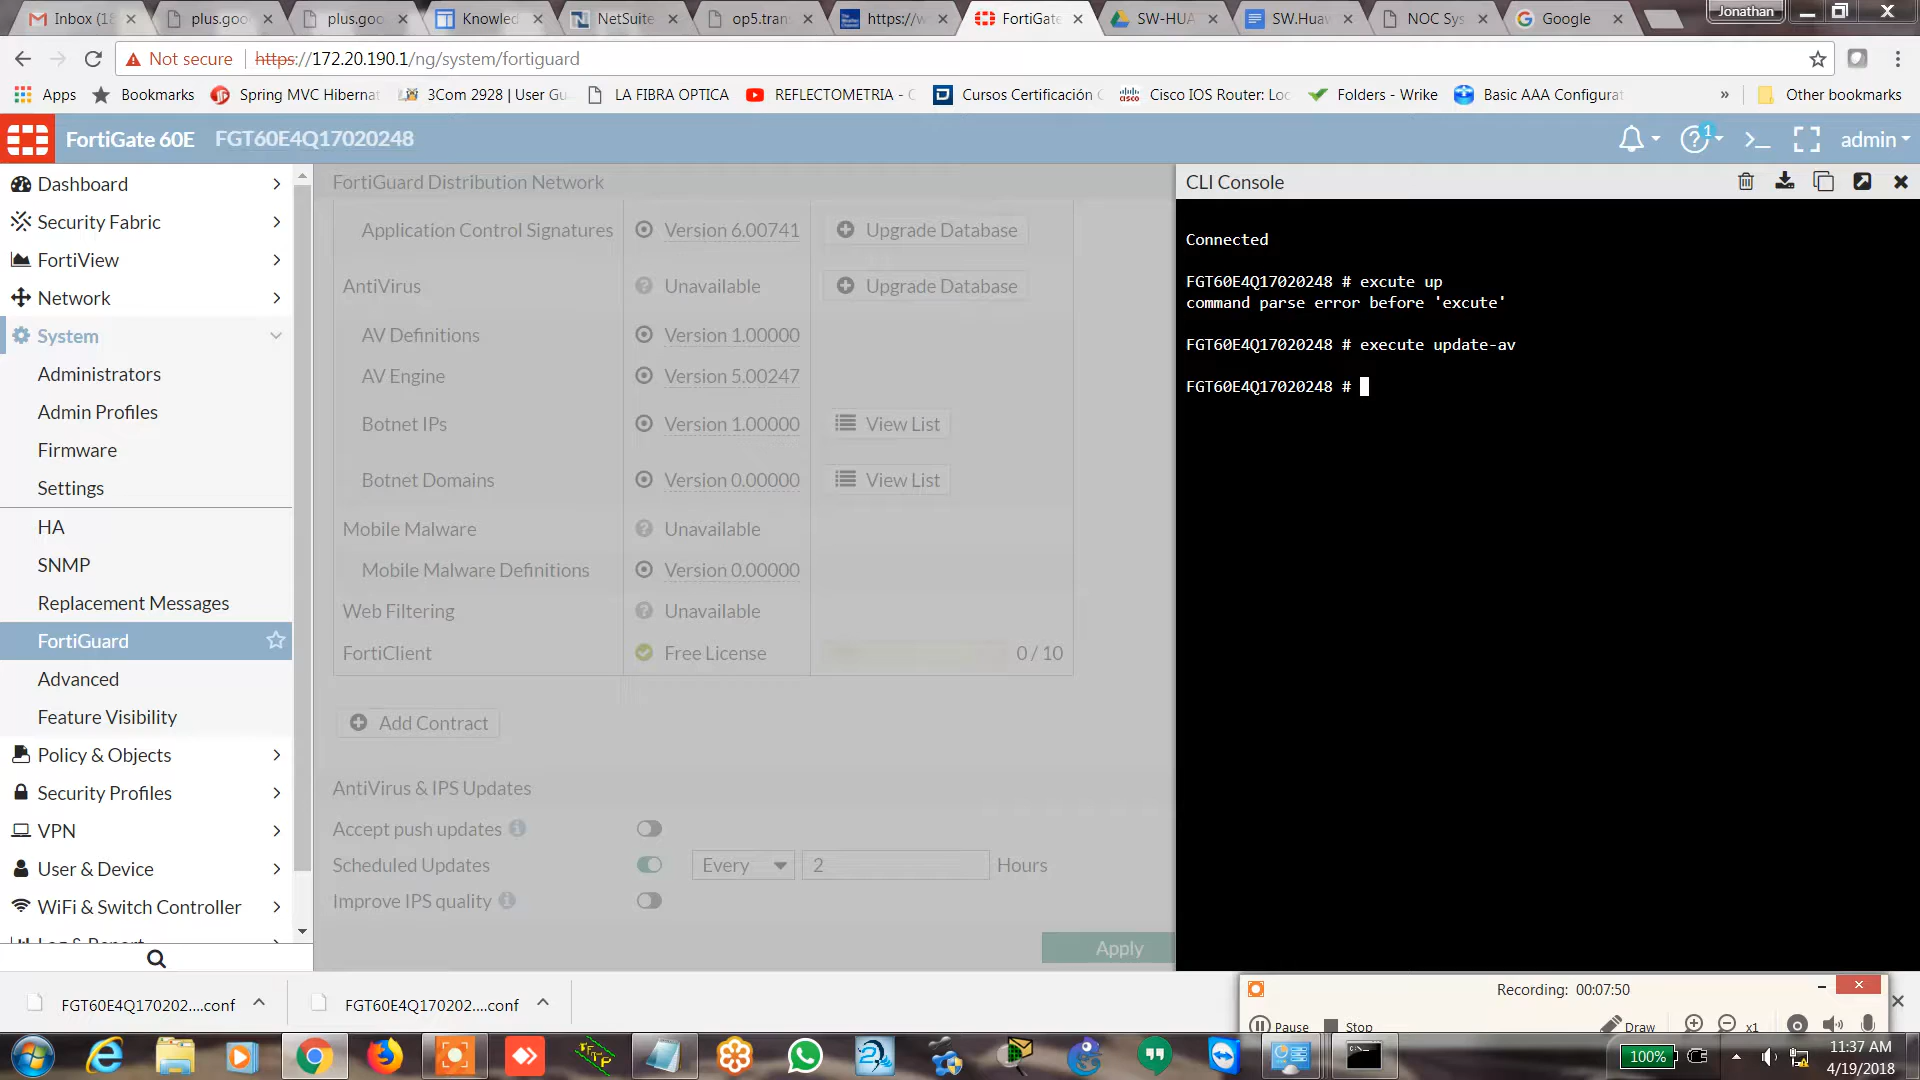 Inbox (18
plus.goo
plus.goo
Knowled
NetSuite
op5.tran
https://w
FortiGate
SW-HUA
SW.Huaw
NOC Sys
Google
Jonathan
Not secure
https://172.20.190.1/ng/system/fortiguard
Apps
Bookmarks
Spring MVC Hibernat
3Com 2928 | User Gu
LA FIBRA OPTICA
REFLECTOMETRIA - C
Cursos Certificación C
Cisco IOS Router: Loc
Folders - Wrike
Basic AAA Configurat
»
Other bookmarks
FortiGate 60E
FGT60E4Q17020248
1
admin
Dashboard
Security Fabric
FortiView
Network
System
Administrators
Admin Profiles
Firmware
Settings
HA
SNMP
Replacement Messages
FortiGuard
Advanced
Feature Visibility
Policy & Objects
Security Profiles
VPN
User & Device
WiFi & Switch Controller
Log & Report
FortiGuard Distribution Network
Application Control Signatures Version 6.00741 Upgrade Database
AntiVirus Unavailable Upgrade Database
AV Definitions Version 1.00000
AV Engine Version 5.00247
Botnet IPs Version 1.00000 View List
Botnet Domains Version 0.00000 View List
Mobile Malware Unavailable
Mobile Malware Definitions Version 0.00000
Web Filtering Unavailable
FortiClient Free License 0 / 10
Add Contract
AntiVirus & IPS Updates
Accept push updates
Scheduled Updates Every 2 Hours
Improve IPS quality
Apply
CLI Console
Connected
FGT60E4Q17020248 # excute up
command parse error before 'excute'
FGT60E4Q17020248 # execute update-av
FGT60E4Q17020248 #
FGT60E4Q170202....conf
FGT60E4Q170202....conf
Recording: 00:07:50
Pause
Stop
Draw
x1
100%
11:37 AM
4/19/2018